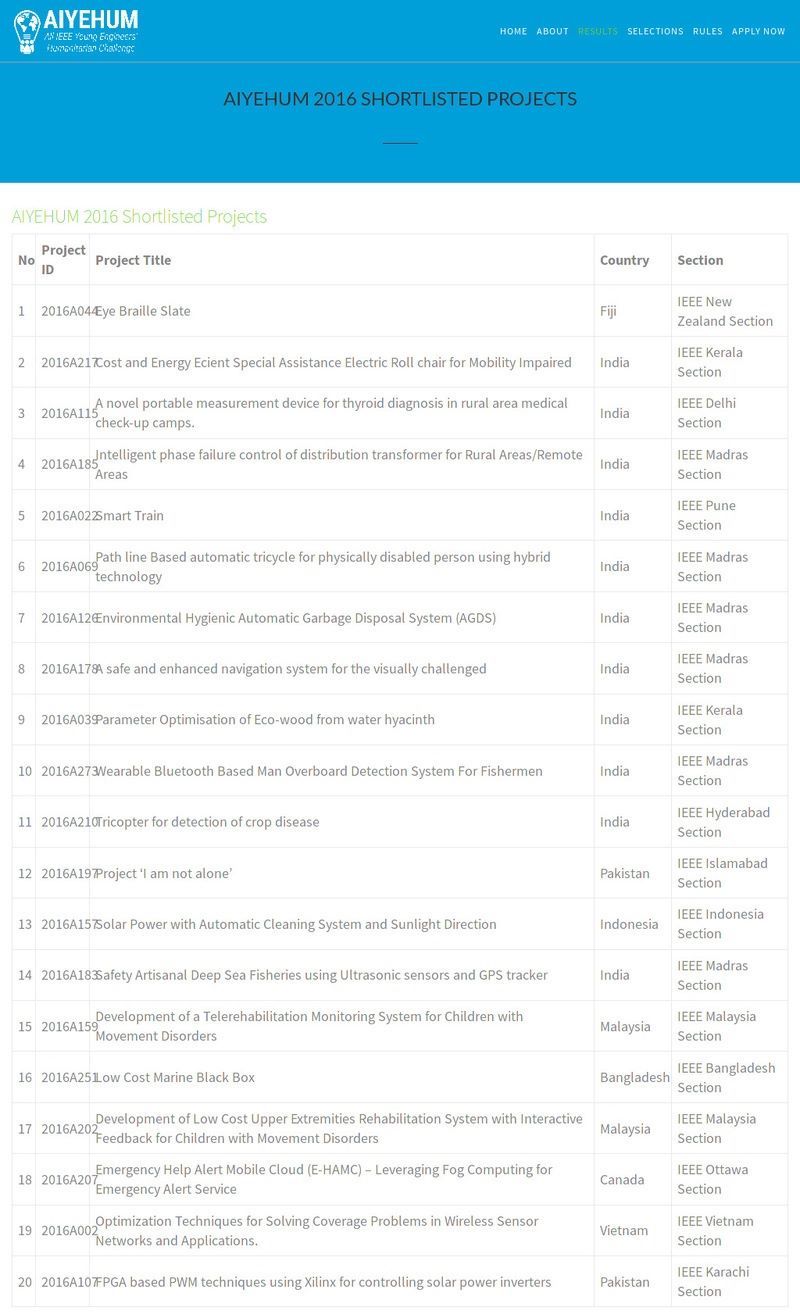 AIYEHUM
All IEEE Young Engineers'
Humanitarian Challenge
HOME ABOUT RESULTS SELECTIONS RULES APPLY NOW
AIYEHUM 2016 SHORTLISTED PROJECTS
AIYEHUM 2016 Shortlisted Projects
No Project ID Project Title Country Section
1 2016A044 Eye Braille Slate Fiji IEEE New Zealand Section
2 2016A217 Cost and Energy Ecient Special Assistance Electric Roll chair for Mobility Impaired India IEEE Kerala Section
3 2016A115 A novel portable measurement device for thyroid diagnosis in rural area medical check-up camps. India IEEE Delhi Section
4 2016A185 Intelligent phase failure control of distribution transformer for Rural Areas/Remote Areas India IEEE Madras Section
5 2016A022 Smart Train India IEEE Pune Section
6 2016A069 Path line Based automatic tricycle for physically disabled person using hybrid technology India IEEE Madras Section
7 2016A126 Environmental Hygienic Automatic Garbage Disposal System (AGDS) India IEEE Madras Section
8 2016A178 A safe and enhanced navigation system for the visually challenged India IEEE Madras Section
9 2016A039 Parameter Optimisation of Eco-wood from water hyacinth India IEEE Kerala Section
10 2016A273 Wearable Bluetooth Based Man Overboard Detection System For Fishermen India IEEE Madras Section
11 2016A210 Tricopter for detection of crop disease India IEEE Hyderabad Section
12 2016A197 Project ‘I am not alone’ Pakistan IEEE Islamabad Section
13 2016A157 Solar Power with Automatic Cleaning System and Sunlight Direction Indonesia IEEE Indonesia Section
14 2016A183 Safety Artisanal Deep Sea Fisheries using Ultrasonic sensors and GPS tracker India IEEE Madras Section
15 2016A159 Development of a Telerehabilitation Monitoring System for Children with Movement Disorders Malaysia IEEE Malaysia Section
16 2016A251 Low Cost Marine Black Box Bangladesh IEEE Bangladesh Section
17 2016A202 Development of Low Cost Upper Extremities Rehabilitation System with Interactive Feedback for Children with Movement Disorders Malaysia IEEE Malaysia Section
18 2016A207 Emergency Help Alert Mobile Cloud (E-HAMC) – Leveraging Fog Computing for Emergency Alert Service Canada IEEE Ottawa Section
19 2016A002 Optimization Techniques for Solving Coverage Problems in Wireless Sensor Networks and Applications. Vietnam IEEE Vietnam Section
20 2016A107 FPGA based PWM techniques using Xilinx for controlling solar power inverters Pakistan IEEE Karachi Section